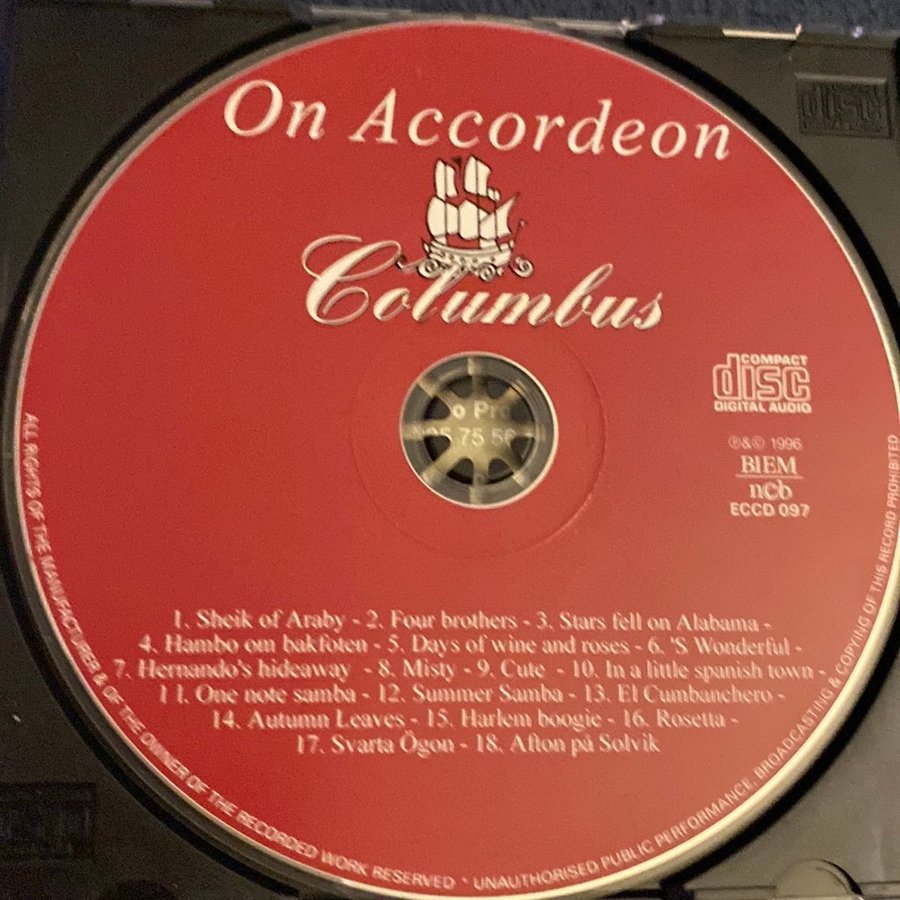 On Accordeon
Columbus
COMPACT
disc
DIGITAL AUDIO
℗&© 1996
BIEM
ncb
ECCD 097
1. Sheik of Araby - 2. Four brothers - 3. Stars fell on Alabama -
4. Hambo om bakfoten - 5. Days of wine and roses - 6. 'S Wonderful -
7. Hernando's hideaway - 8. Misty - 9. Cute - 10. In a little spanish town -
11. One note samba - 12. Summer Samba - 13. El Cumbanchero -
14. Autumn Leaves - 15. Harlem boogie - 16. Rosetta -
17. Svarta Ögon - 18. Afton på Solvik
ALL RIGHTS OF THE MANUFACTURER & OF THE OWNER OF THE RECORDED WORK RESERVED * UNAUTHORISED PUBLIC PERFORMANCE, BROADCASTING & COPYING OF THIS RECORD PROHIBITED
disc